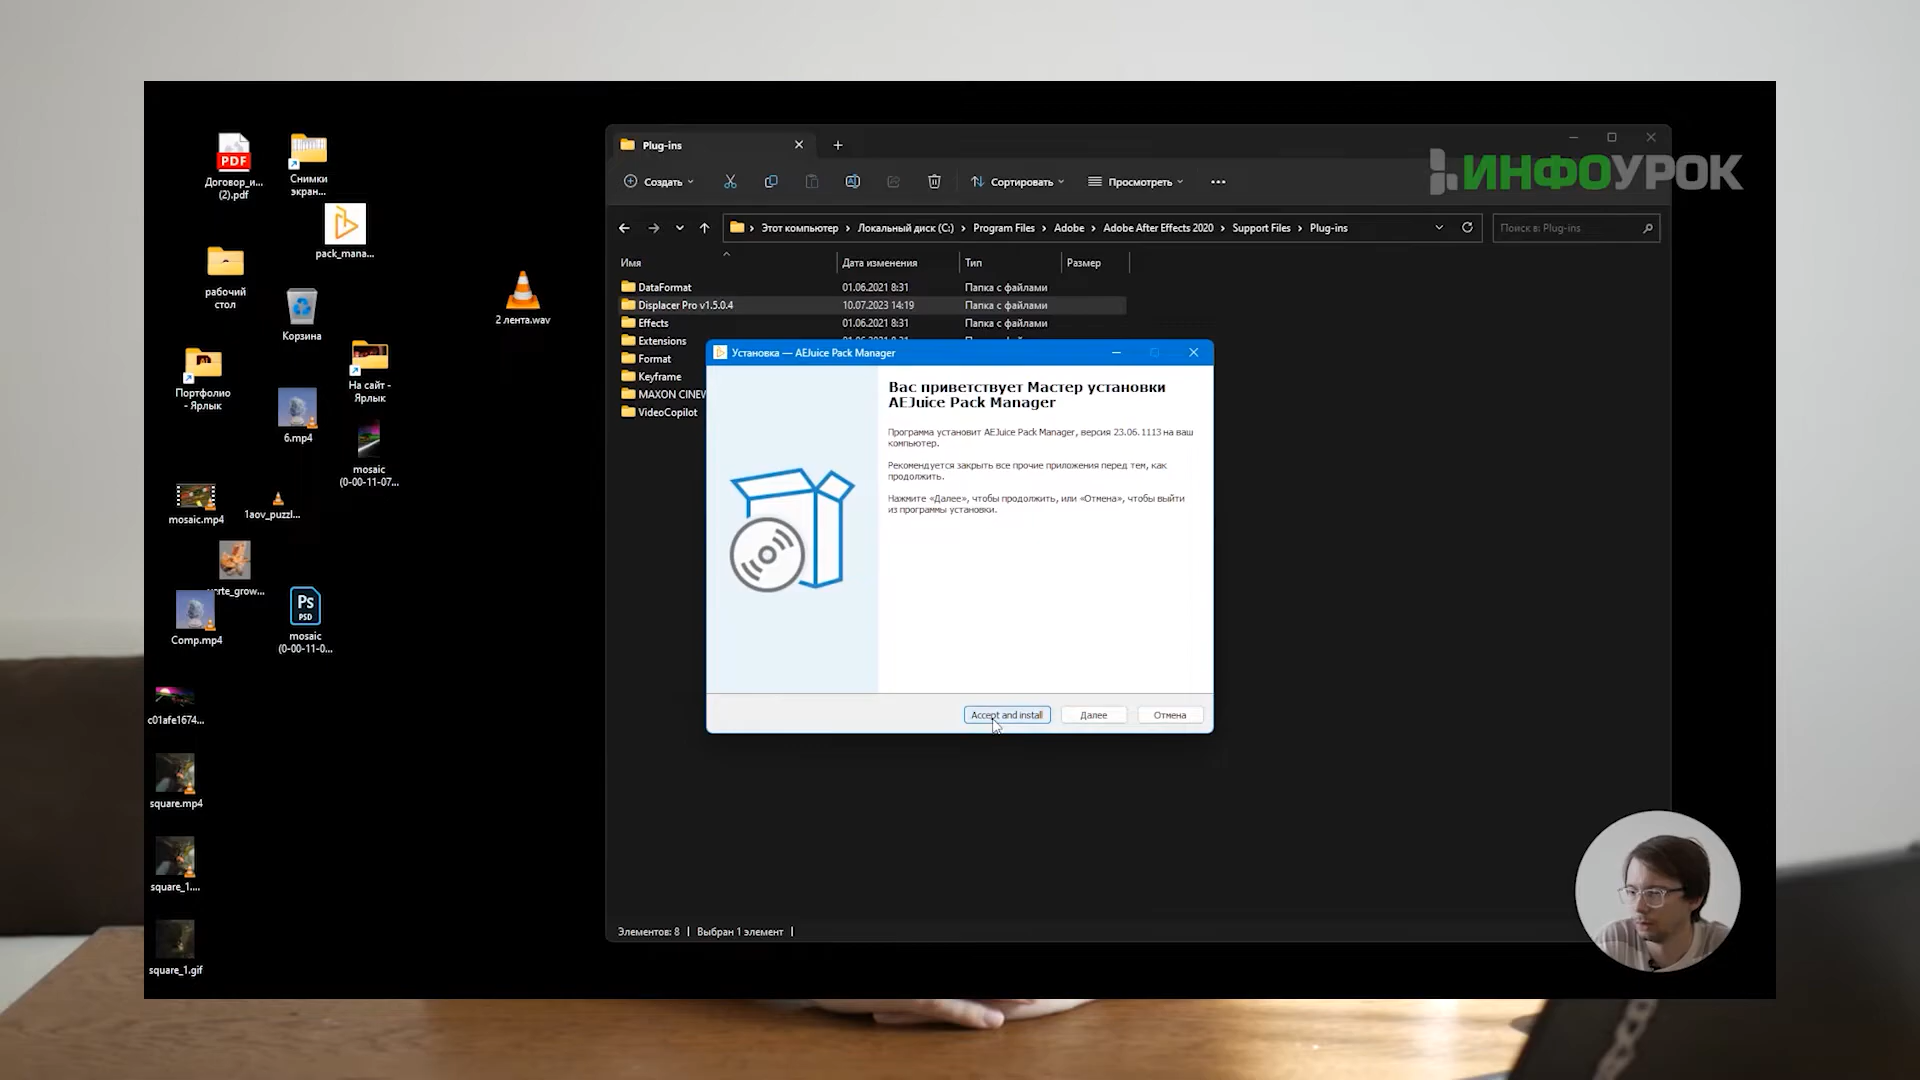 ИНФОУРОК
PDF
Договор_и...
(2).pdf
Снимки
экран...
pack_mana...
рабочий
стол
Корзина
2 лента.wav
Портфолио
- Ярлык
На сайт -
Ярлык
6.mp4
mosaic
(0-00-11-07...
mosaic.mp4
1aov_puzzl...
Comp.mp4
Ps
PSD
mosaic
(0-00-11-0...
c01afe1674...
square.mp4
square_1....
square_1.gif
Plug-ins
Создать
Сортировать
Просмотреть
Этот компьютер
Локальный диск (C:)
Program Files
Adobe
Adobe After Effects 2020
Support Files
Plug-ins
Поиск в: Plug-ins
Имя
Дата изменения
Тип
Размер
DataFormat 01.06.2021 8:31 Папка с файлами
Displacer Pro v1.5.0.4 10.07.2023 14:19 Папка с файлами
Effects 01.06.2021 8:31 Папка с файлами
Extensions
Format
Keyframe
MAXON CINEW
VideoCopilot
Установка — AEJuice Pack Manager
Вас приветствует Мастер установки
AEJuice Pack Manager
Программа установит AEJuice Pack Manager, версия 23.06.1113 на ваш
компьютер.
Рекомендуется закрыть все прочие приложения перед тем, как
продолжить.
Нажмите «Далее», чтобы продолжить, или «Отмена», чтобы выйти
из программы установки.
Accept and install
Далее
Отмена
Элементов: 8
Выбран 1 элемент